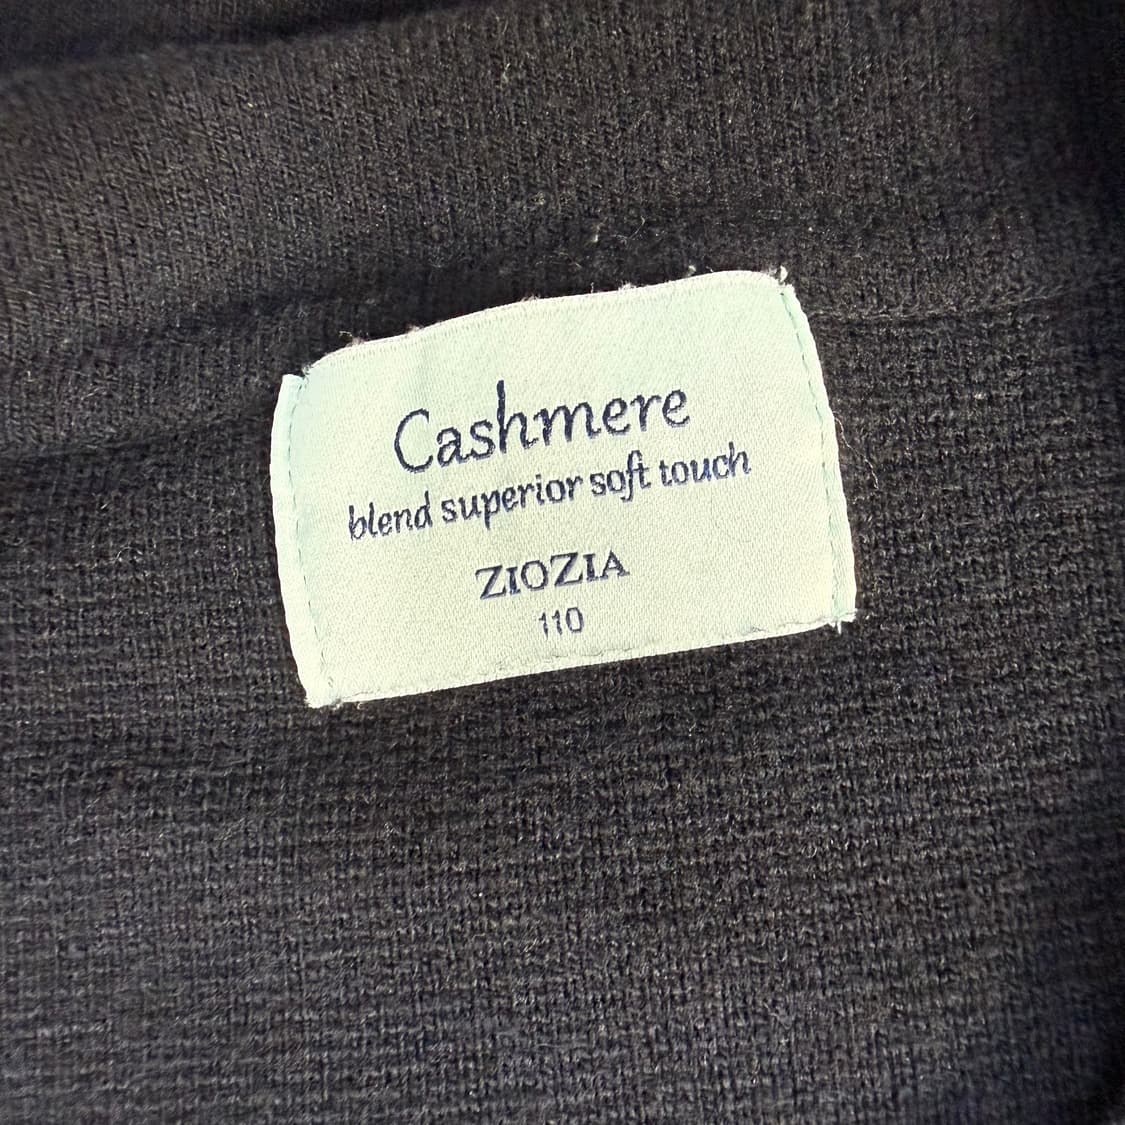 Cashmere
blend superior soft touch
ZIOZIA
110